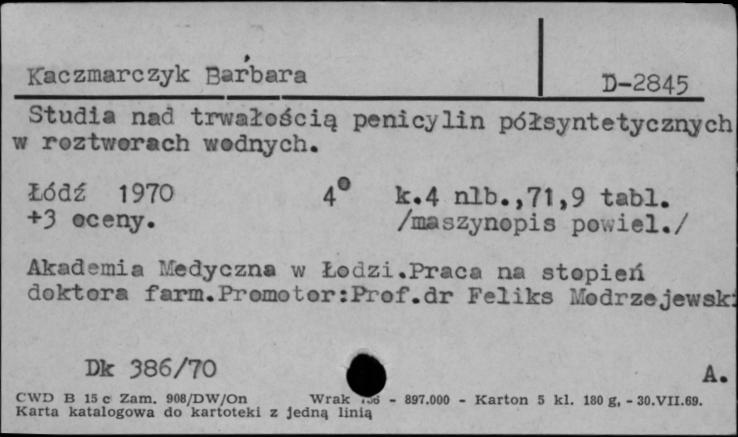 Kaczmarczyk Barbara
D-2845
Studia nad trwałością penicylin półsyntetycznych
w roztworach wodnych.
Łódź 1970 4° k.4 nlb.,71,9 tabl.
+3 oceny. /maszynopis powiel./
Akademia Medyczna w Łodzi.Praca na stopień
doktora farm.Promotor:Prof.dr Feliks Modrzejewski
Dk 386/70 A.
CWD B 15 c Zam. 908/DW/On Wrak - 897.000 - Karton 5 kl. 180 g, - 30.VII.69.
Karta katalogowa do kartoteki z jedną linią